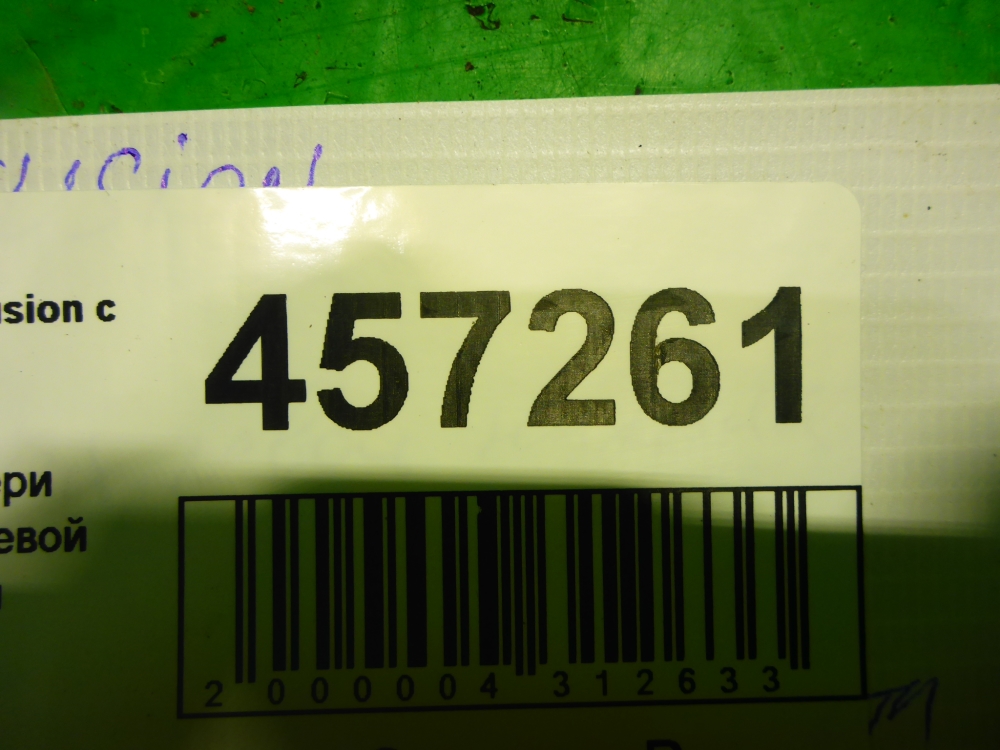 usion c
457261
ери
евой
2 000004 312633